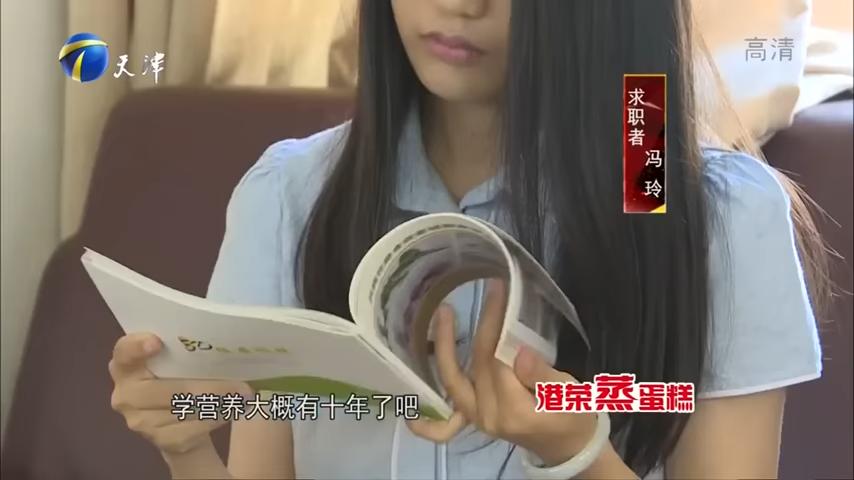 天津
高清
求职者
冯玲
学营养大概有十年了吧
港荣蒸蛋糕